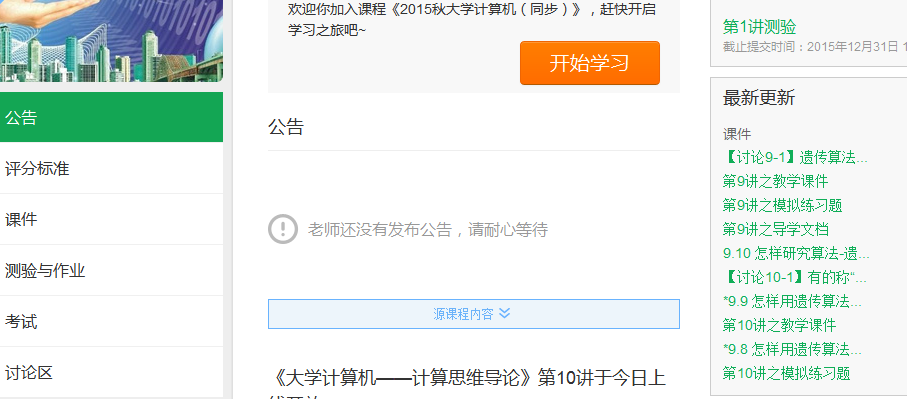 欢迎你加入课程《2015秋大学计算机（同步）》，赶快开启
学习之旅吧~
开始学习
公告
评分标准
课件
测验与作业
考试
讨论区
公告
老师还没有发布公告，请耐心等待
源课程内容
《大学计算机——计算思维导论》第10讲于今日上
第1讲测验
截止提交时间：2015年12月31日 1
最新更新
课件
【讨论9-1】遗传算法...
第9讲之教学课件
第9讲之模拟练习题
第9讲之导学文档
9.10 怎样研究算法-遗...
【讨论10-1】有的称“...
*9.9 怎样用遗传算法...
第10讲之教学课件
*9.8 怎样用遗传算法...
第10讲之模拟练习题